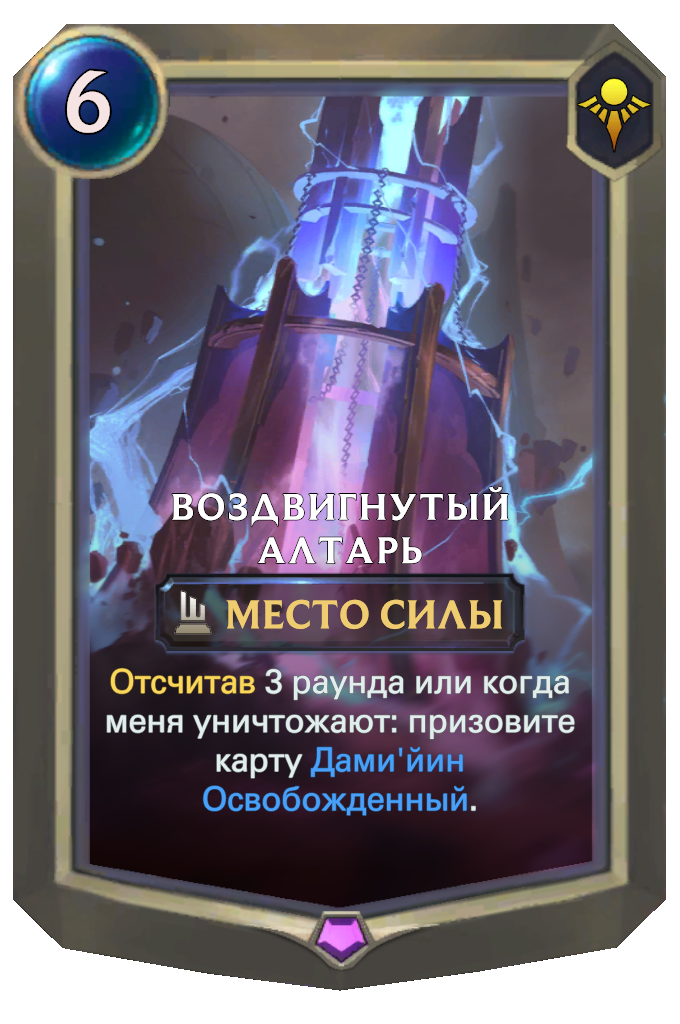 6
ВОЗДВИГНУТЫЙ
АЛТАРЬ
МЕСТО СИЛЫ
Отсчитав 3 раунда или когда
меня уничтожают: призовите
карту Дами'йин
Освобожденный.